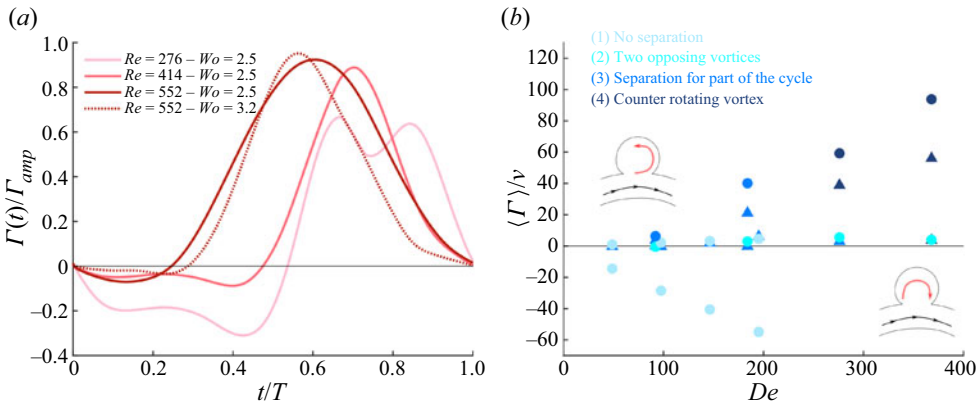 (a)
1.0
0.8
0.6
0.4
0.2
0
–0.2
–0.4
Γ(t)/Γamp
Re = 276 – Wo = 2.5
Re = 414 – Wo = 2.5
Re = 552 – Wo = 2.5
Re = 552 – Wo = 3.2
0 0.2 0.4 0.6 0.8 1.0
t/T
(b)
(1) No separation
(2) Two opposing vortices
(3) Separation for part of the cycle
(4) Counter rotating vortex
120
100
80
60
40
20
0
–20
–40
–60
⟨Γ⟩/ν
0 100 200 300 400
De